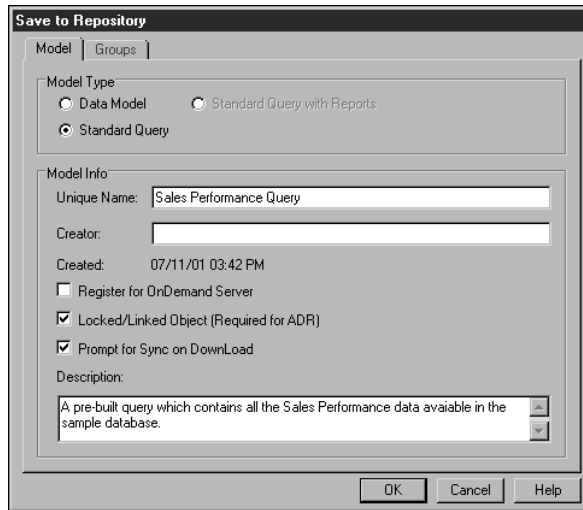 Save to Repository
Model Groups
Model Type
Data Model Standard Query with Reports
Standard Query
Model Info
Unique Name: Sales Performance Query
Creator:
Created: 07/11/01 03:42 PM
Register for OnDemand Server
Locked/Linked Object (Required for ADR)
Prompt for Sync on DownLoad
Description:
A pre-built query which contains all the Sales Performance data avaiable in the
sample database.
OK Cancel Help